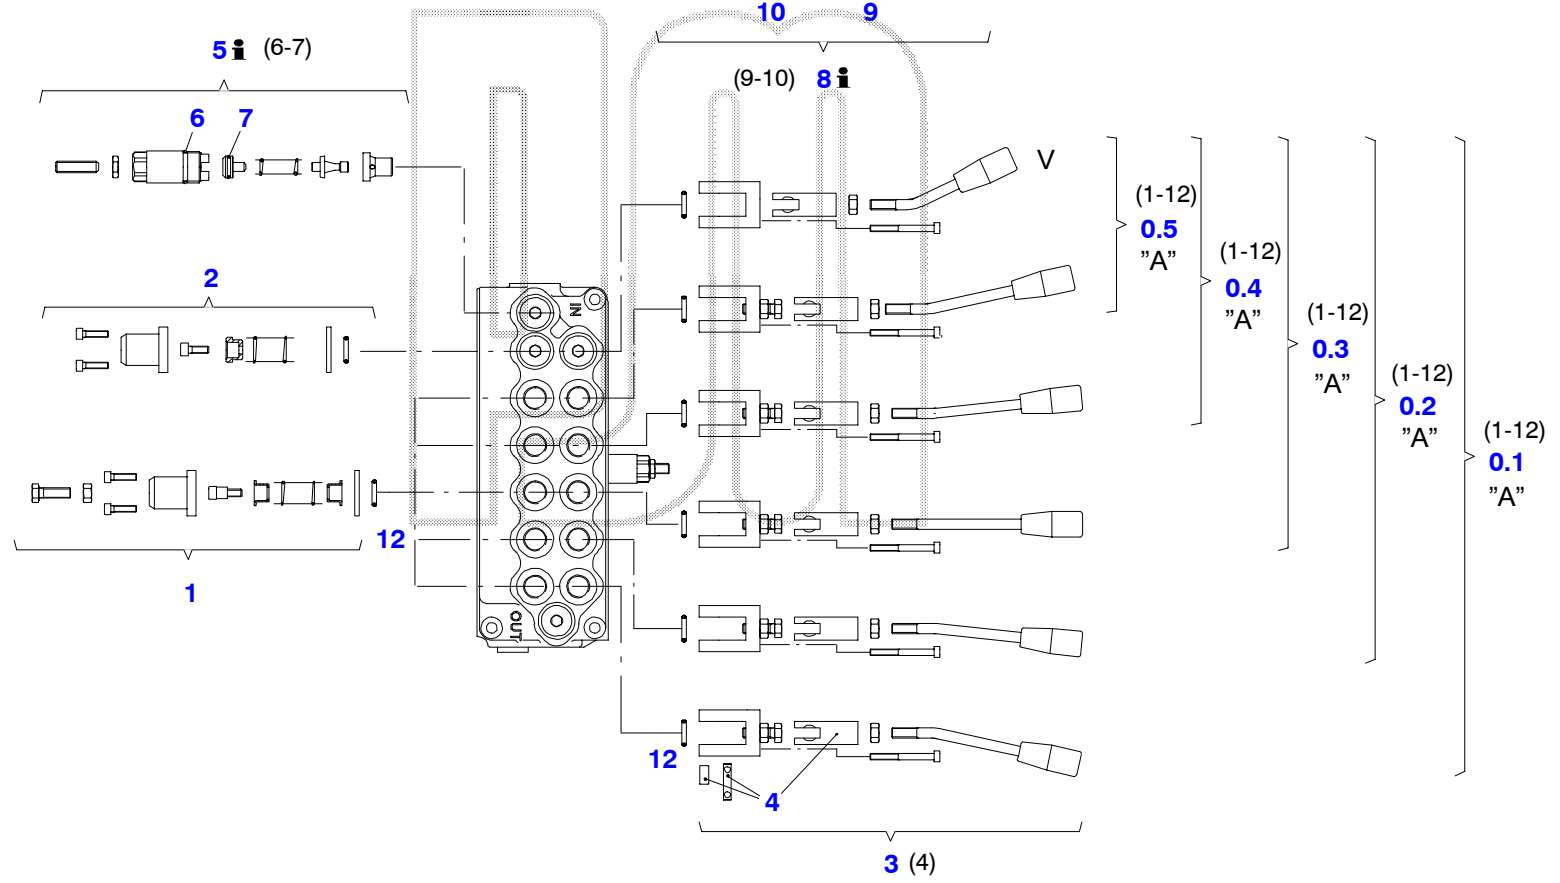 10 9
5 i (6-7)
(9-10) 8 i
6 7
V
(1-12)
0.5
"A"
(1-12)
0.4
"A"
2
IN
(1-12)
0.3
"A"
(1-12)
0.2
"A"
(1-12)
0.1
"A"
12
1
OUT
12
4
3 (4)